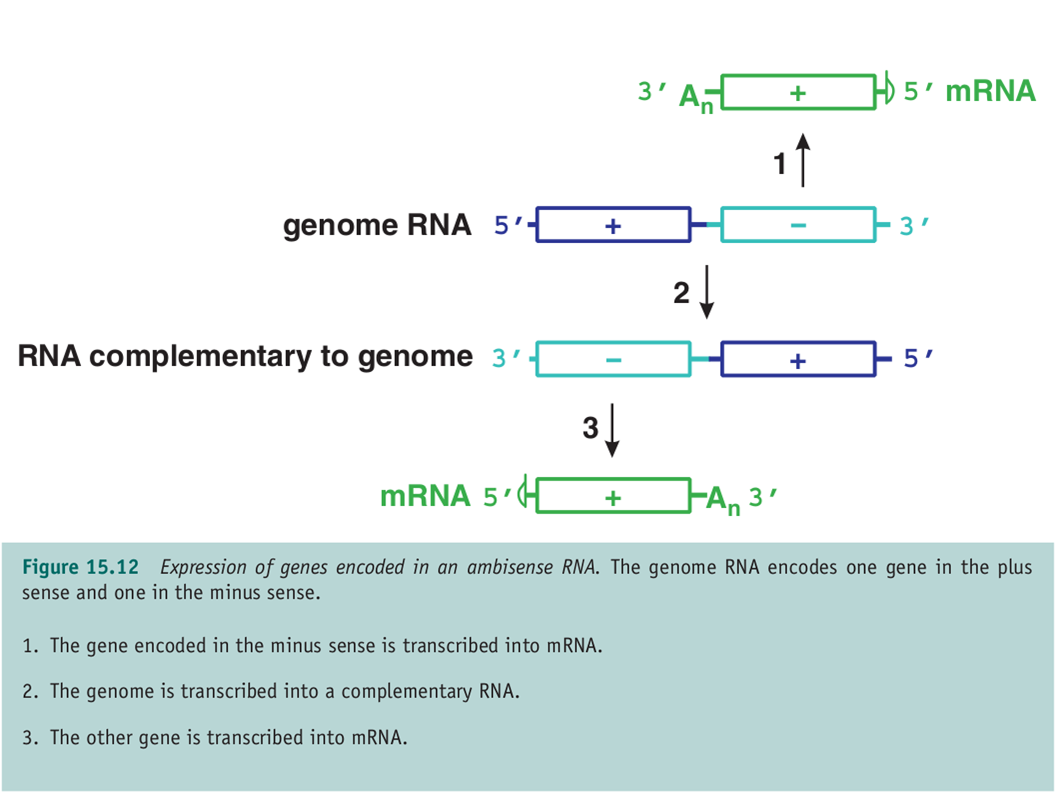 3′ An + 5′ mRNA
1
genome RNA 5′ + − 3′
2
RNA complementary to genome 3′ − + 5′
3
mRNA 5′ + An 3′
Figure 15.12 Expression of genes encoded in an ambisense RNA. The genome RNA encodes one gene in the plus
sense and one in the minus sense.
1. The gene encoded in the minus sense is transcribed into mRNA.
2. The genome is transcribed into a complementary RNA.
3. The other gene is transcribed into mRNA.